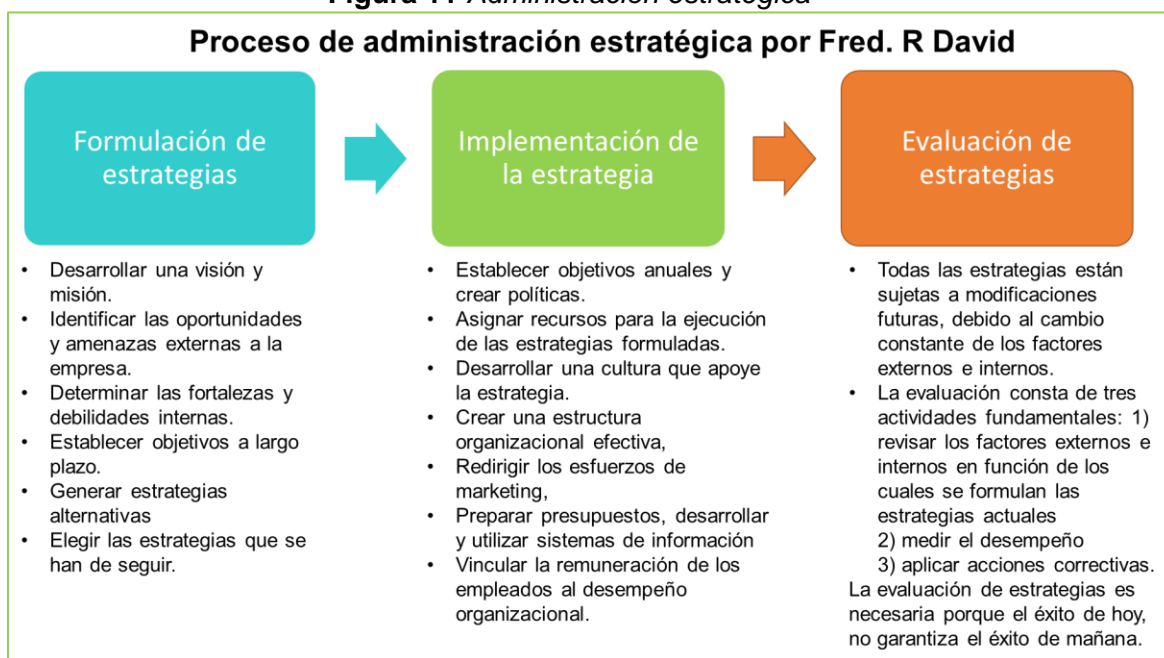 Figura 11 Administración estratégica
Proceso de administración estratégica por Fred. R David
Formulación de
estrategias
Implementación de
la estrategia
Evaluación de
estrategias
• Desarrollar una visión y
misión.
• Identificar las oportunidades
y amenazas externas a la
empresa.
• Determinar las fortalezas y
debilidades internas.
• Establecer objetivos a largo
plazo.
• Generar estrategias
alternativas
• Elegir las estrategias que se
han de seguir.
• Establecer objetivos anuales y
crear políticas.
• Asignar recursos para la ejecución
de las estrategias formuladas.
• Desarrollar una cultura que apoye
la estrategia.
• Crear una estructura
organizacional efectiva,
• Redirigir los esfuerzos de
marketing,
• Preparar presupuestos, desarrollar
y utilizar sistemas de información
• Vincular la remuneración de los
empleados al desempeño
organizacional.
• Todas las estrategias están
sujetas a modificaciones
futuras, debido al cambio
constante de los factores
externos e internos.
• La evaluación consta de tres
actividades fundamentales: 1)
revisar los factores externos e
internos en función de los
cuales se formulan las
estrategias actuales
2) medir el desempeño
3) aplicar acciones correctivas.
La evaluación de estrategias es
necesaria porque el éxito de hoy,
no garantiza el éxito de mañana.